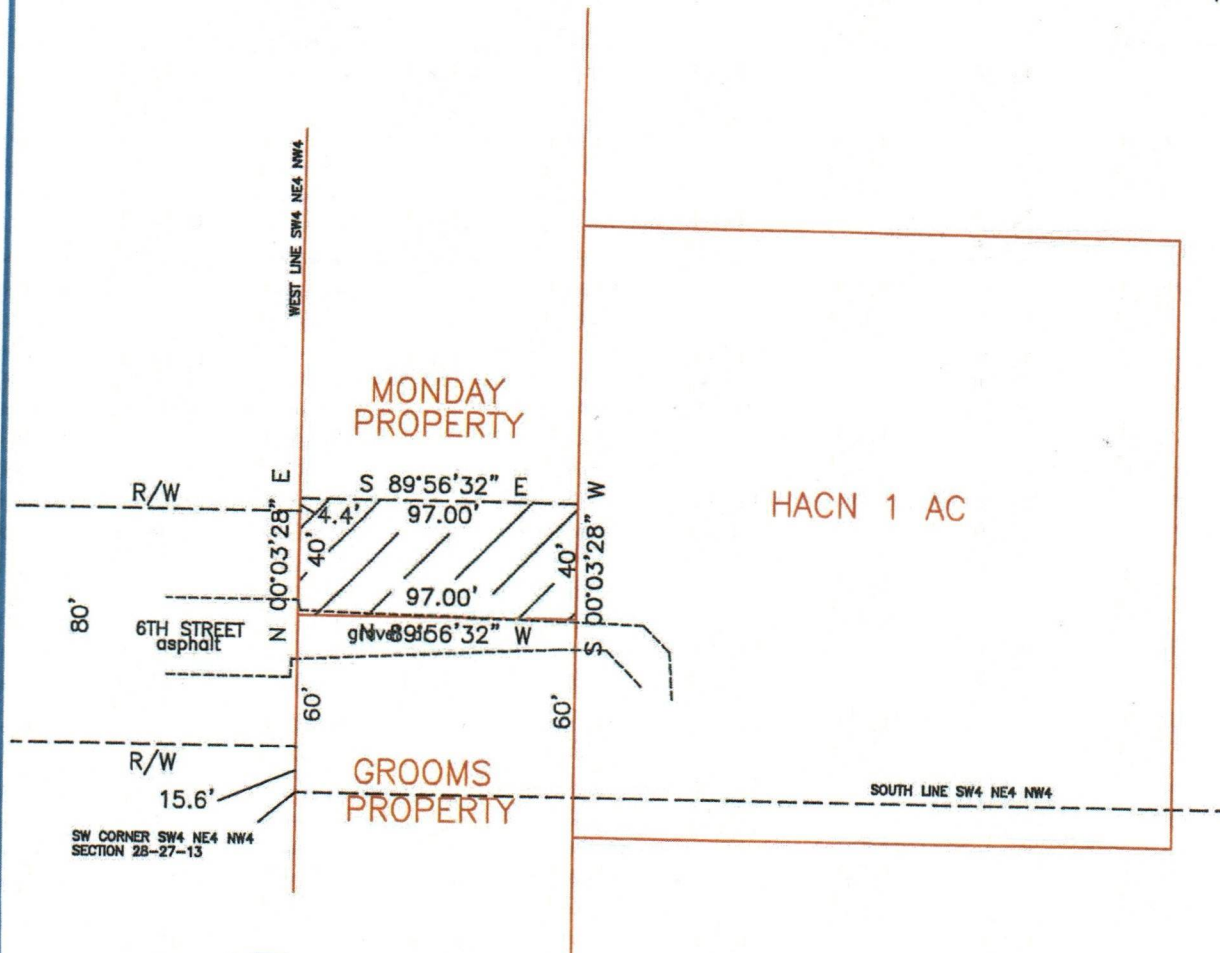 WEST LINE SW4 NE4 NW4
MONDAY
PROPERTY
R/W
S 89°56'32" E
4.4'
97.00'
HACN 1 AC
N 00°03'28" E
40'
40'
S 00°03'28" W
80'
97.00'
6TH STREET
asphalt
gravel
N 89°56'32" W
60'
60'
R/W
GROOMS
PROPERTY
15.6'
SOUTH LINE SW4 NE4 NW4
SW CORNER SW4 NE4 NW4
SECTION 28-27-13